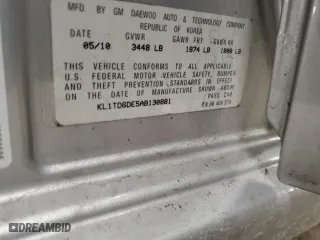 MFD. BY GM DAEWOO AUTO & TECHNOLOGY COMPANY
REPUBLIC OF KOREA
DATE GVWR GAWR FRT GAWR RR
05/10 3448 LB 1874 LB 1808 LB
THIS VEHICLE CONFORMS TO ALL APPLICABLE
U.S. FEDERAL MOTOR VEHICLE SAFETY, BUMPER
AND THEFT PREVENTION STANDARDS IN EFFECT
ON THE DATE OF MANUFACTURE SHOWN ABOVE
KL1TD6DE5AB130881 PASS CAR
DREAMBID